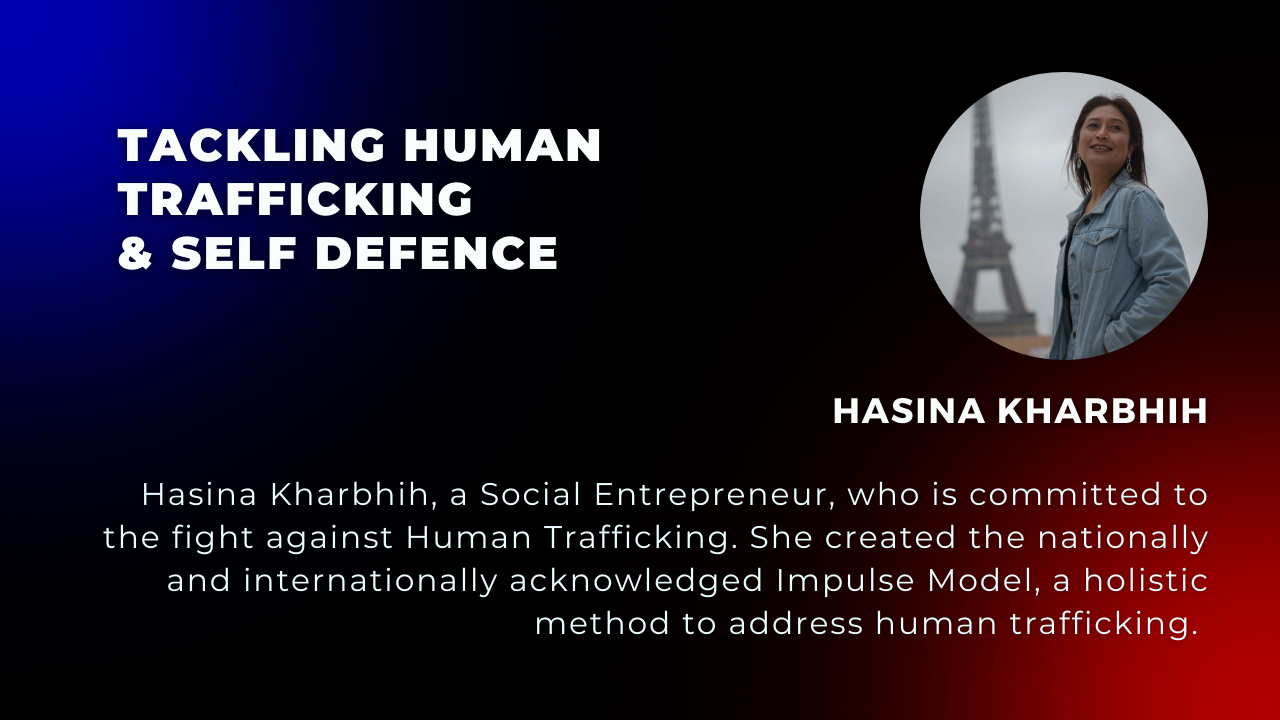 TACKLING HUMAN
TRAFFICKING
& SELF DEFENCE
HASINA KHARBHIH
Hasina Kharbhih, a Social Entrepreneur, who is committed to
the fight against Human Trafficking. She created the nationally
and internationally acknowledged Impulse Model, a holistic
method to address human trafficking.